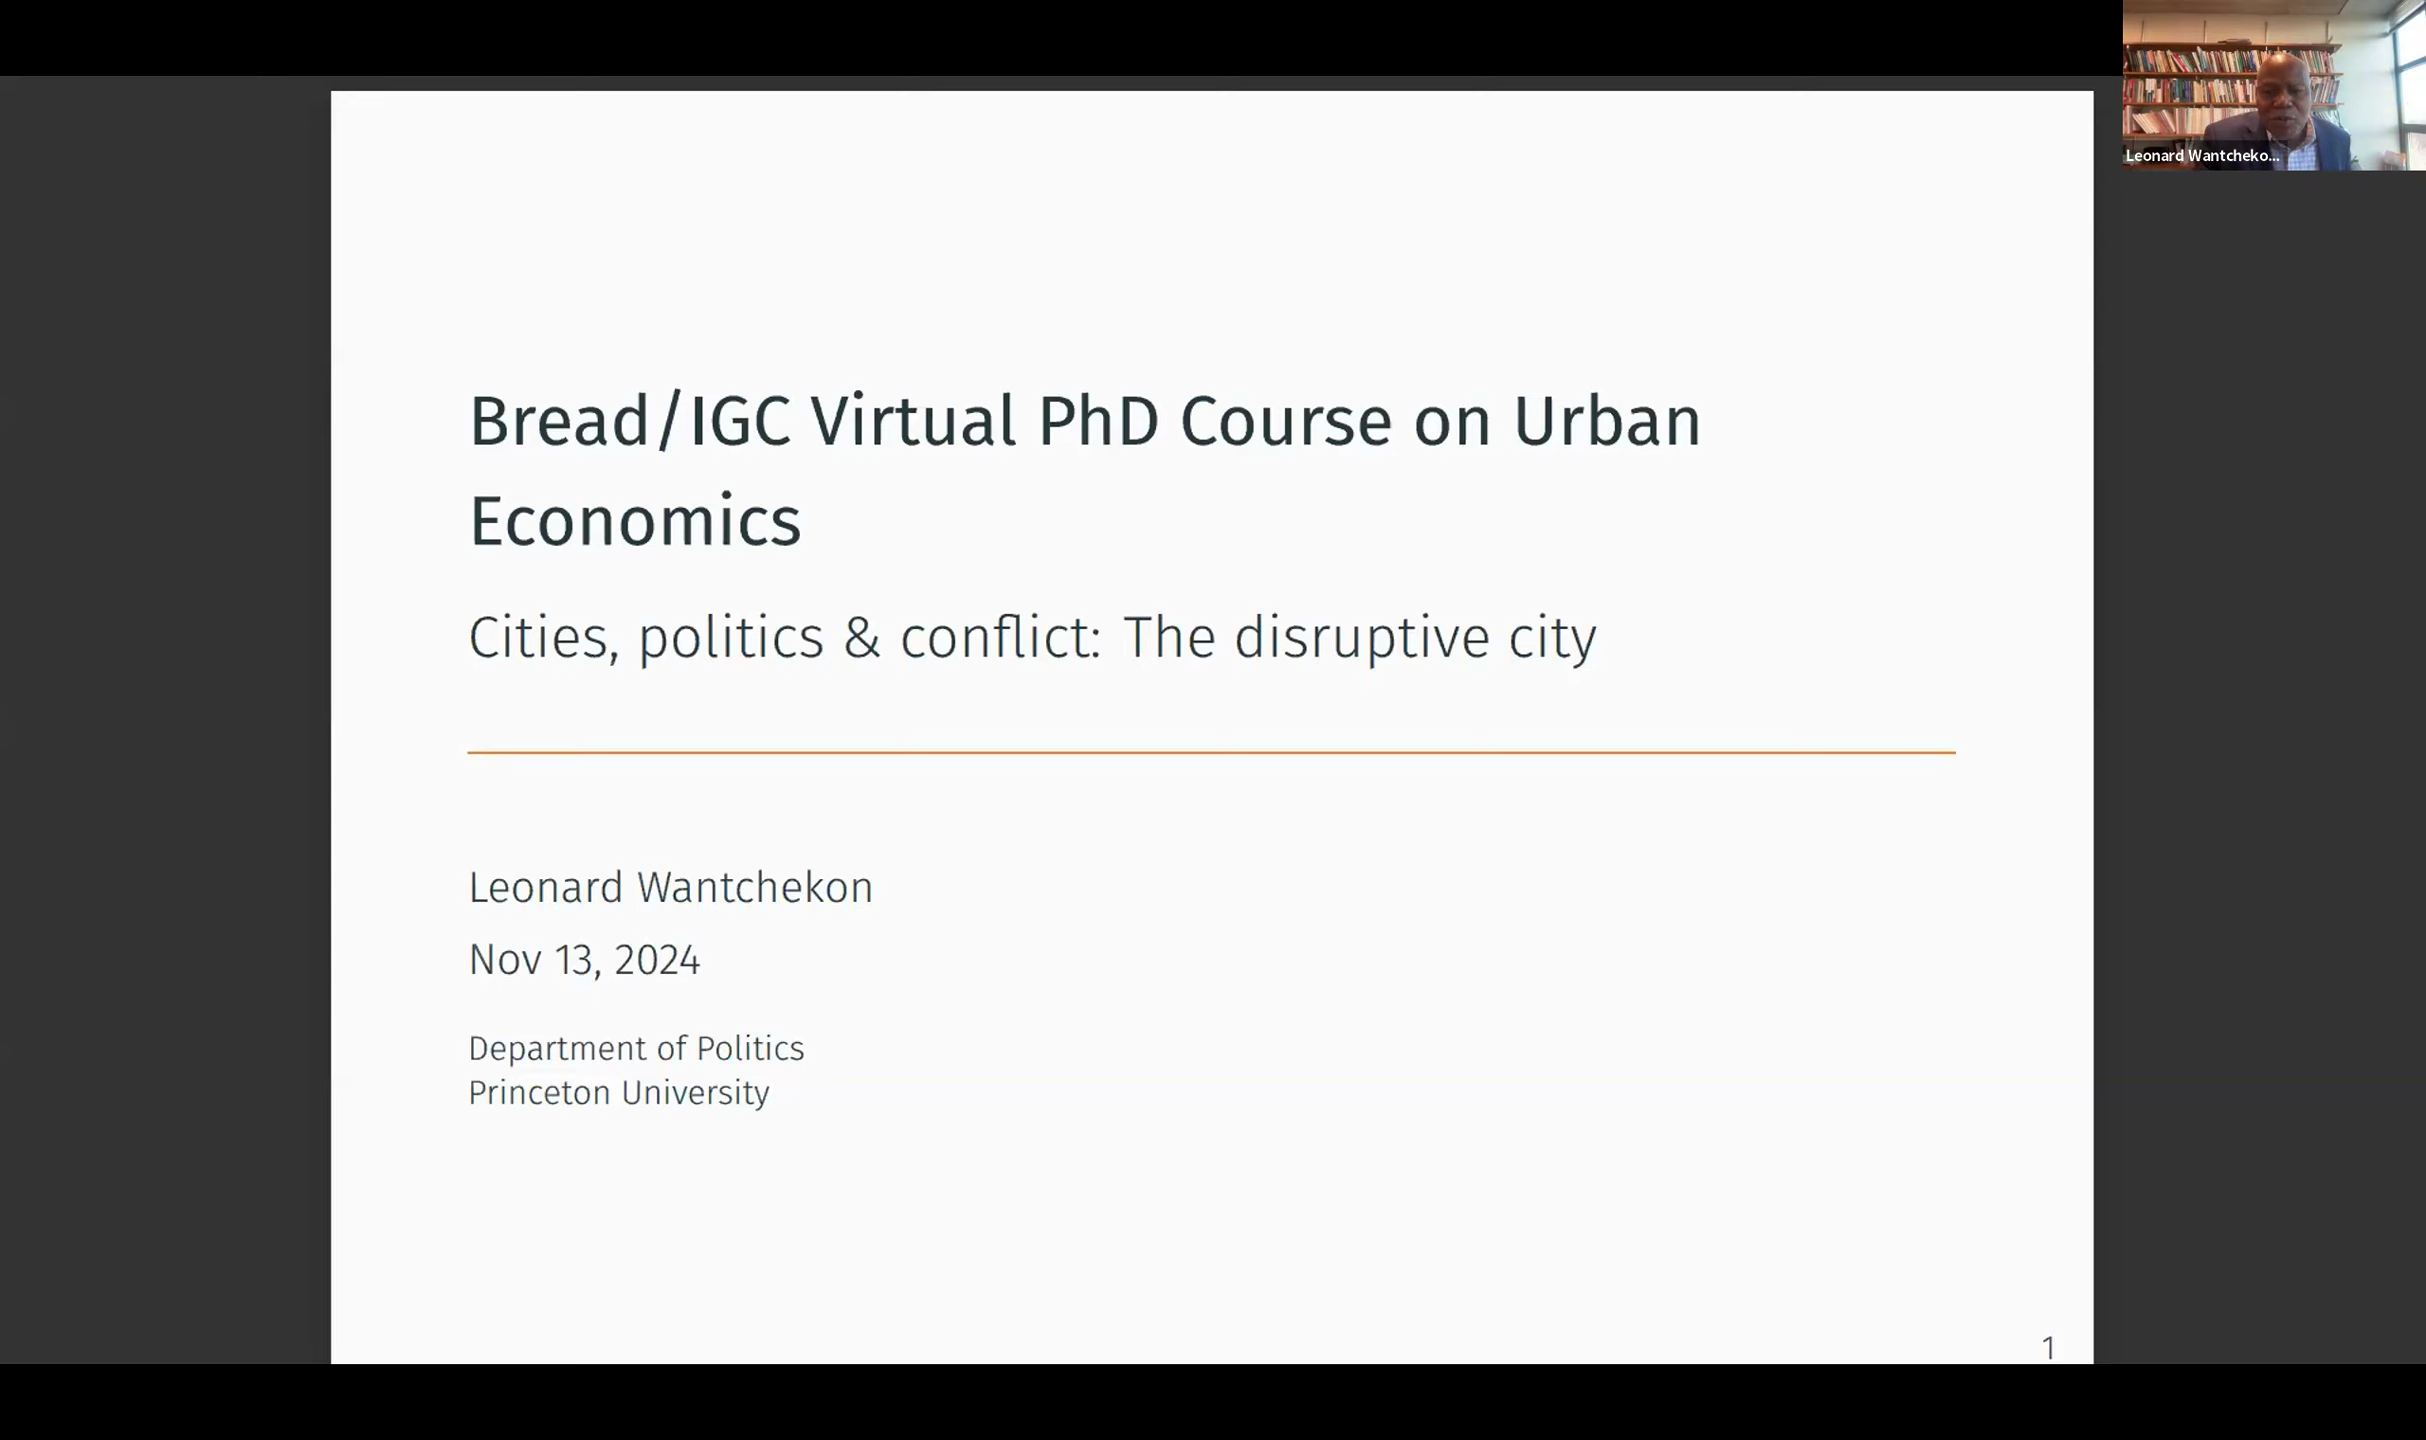 Bread/IGC Virtual PhD Course on Urban
Economics
Cities, politics & conflict: The disruptive city
Leonard Wantchekon
Nov 13, 2024
Department of Politics
Princeton University
1
Leonard Wantcheko...